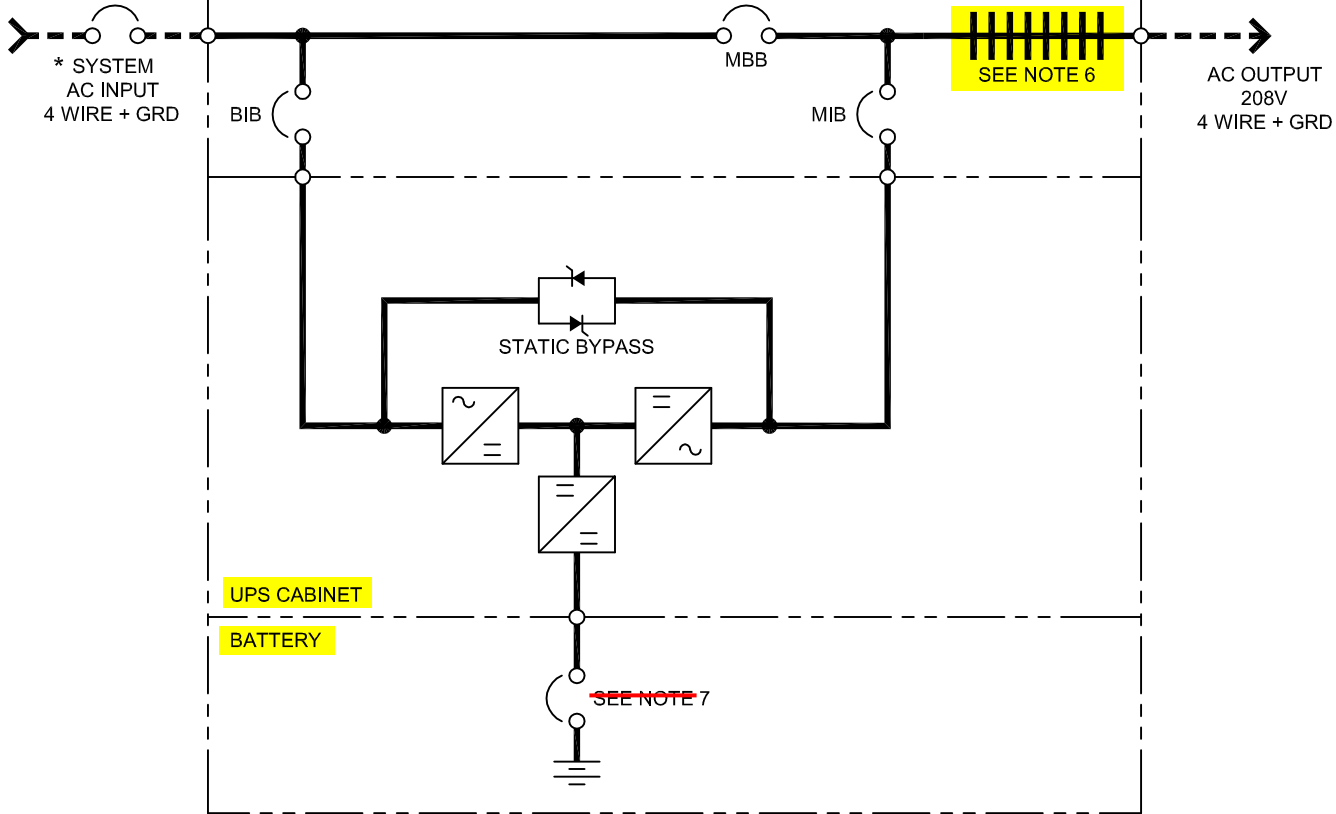 * SYSTEM
AC INPUT
4 WIRE + GRD
BIB
MBB
MIB
SEE NOTE 6
AC OUTPUT
208V
4 WIRE + GRD
STATIC BYPASS
UPS CABINET
BATTERY
SEE NOTE 7